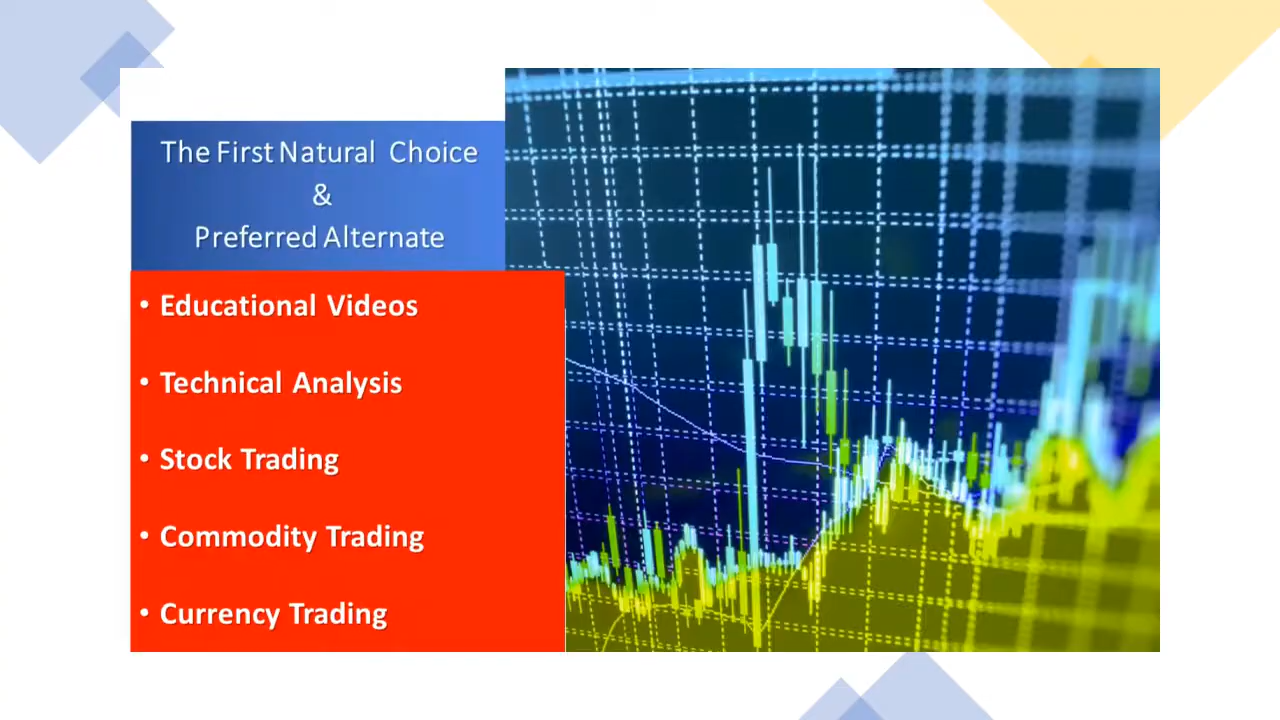 The First Natural Choice
&
Preferred Alternate
• Educational Videos
• Technical Analysis
• Stock Trading
• Commodity Trading
• Currency Trading